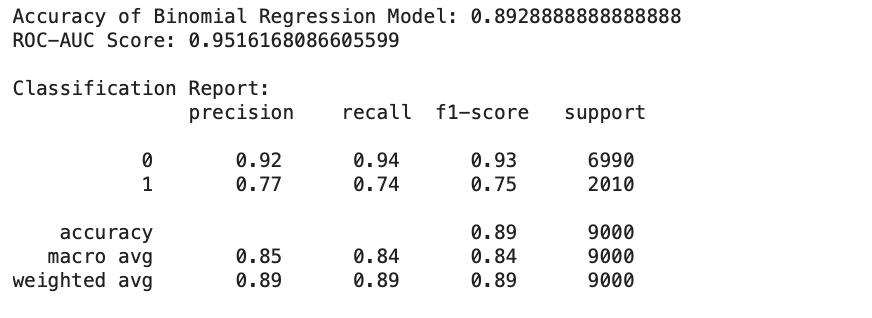 Accuracy of Binomial Regression Model: 0.8928888888888888
ROC-AUC Score: 0.9516168086605599
Classification Report:
precision recall f1-score support
0 0.92 0.94 0.93 6990
1 0.77 0.74 0.75 2010
accuracy 0.89 9000
macro avg 0.85 0.84 0.84 9000
weighted avg 0.89 0.89 0.89 9000